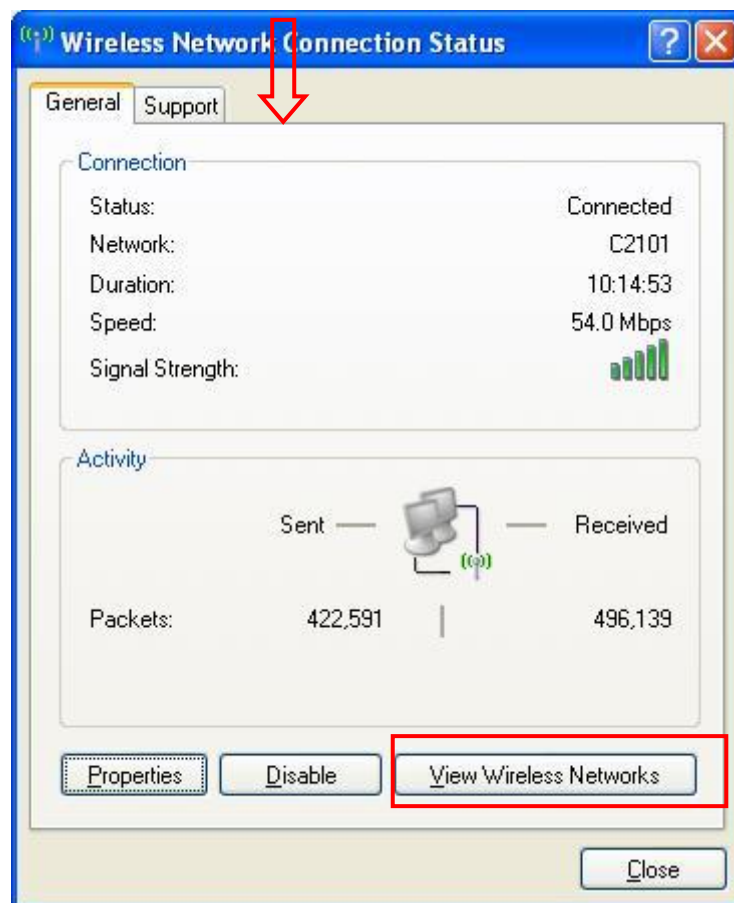 Wireless Network Connection Status
General Support
Connection
Status: Connected
Network: C2101
Duration: 10:14:53
Speed: 54.0 Mbps
Signal Strength:
Activity
Sent Received
Packets: 422,591 496,139
Properties Disable View Wireless Networks
Close